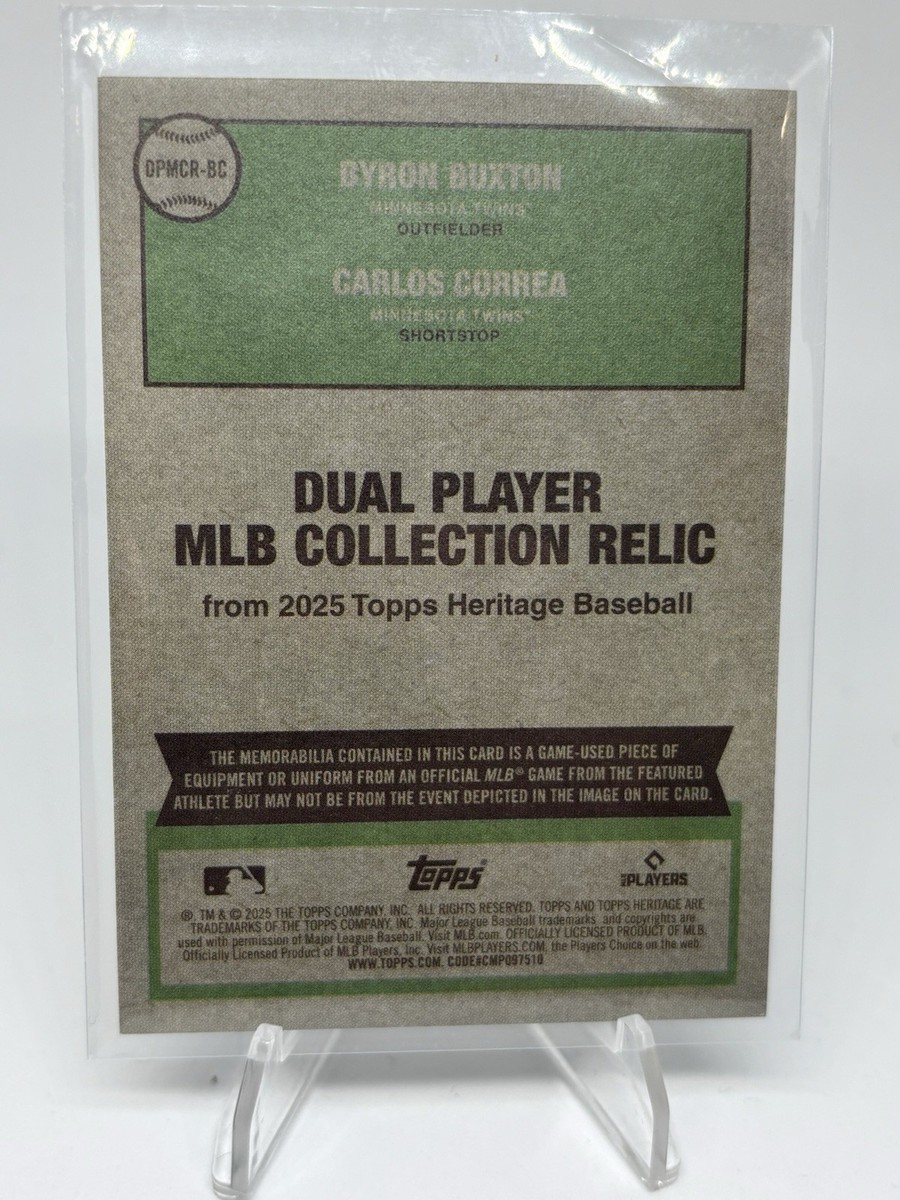 DPMCR-BC
BYRON BUXTON
MINNESOTA TWINS
OUTFIELDER
CARLOS CORREA
MINNESOTA TWINS®
SHORTSTOP
DUAL PLAYER
MLB COLLECTION RELIC
from 2025 Topps Heritage Baseball
THE MEMORABILIA CONTAINED IN THIS CARD IS A GAME-USED PIECE OF
EQUIPMENT OR UNIFORM FROM AN OFFICIAL MLB® GAME FROM THE FEATURED
ATHLETE BUT MAY NOT BE FROM THE EVENT DEPICTED IN THE IMAGE ON THE CARD.
Topps®
MLB PLAYERS
®, TM & © 2025 THE TOPPS COMPANY, INC. ALL RIGHTS RESERVED. TOPPS AND TOPPS HERITAGE ARE
TRADEMARKS OF THE TOPPS COMPANY, INC. Major League Baseball trademarks and copyrights are
used with permission of Major League Baseball. Visit MLB.com. OFFICIALLY LICENSED PRODUCT OF MLB
Officially Licensed Product of MLB Players, Inc. Visit MLBPLAYERS.COM, the Players Choice on the web.
WWW.TOPPS.COM. CODE#CMP097510